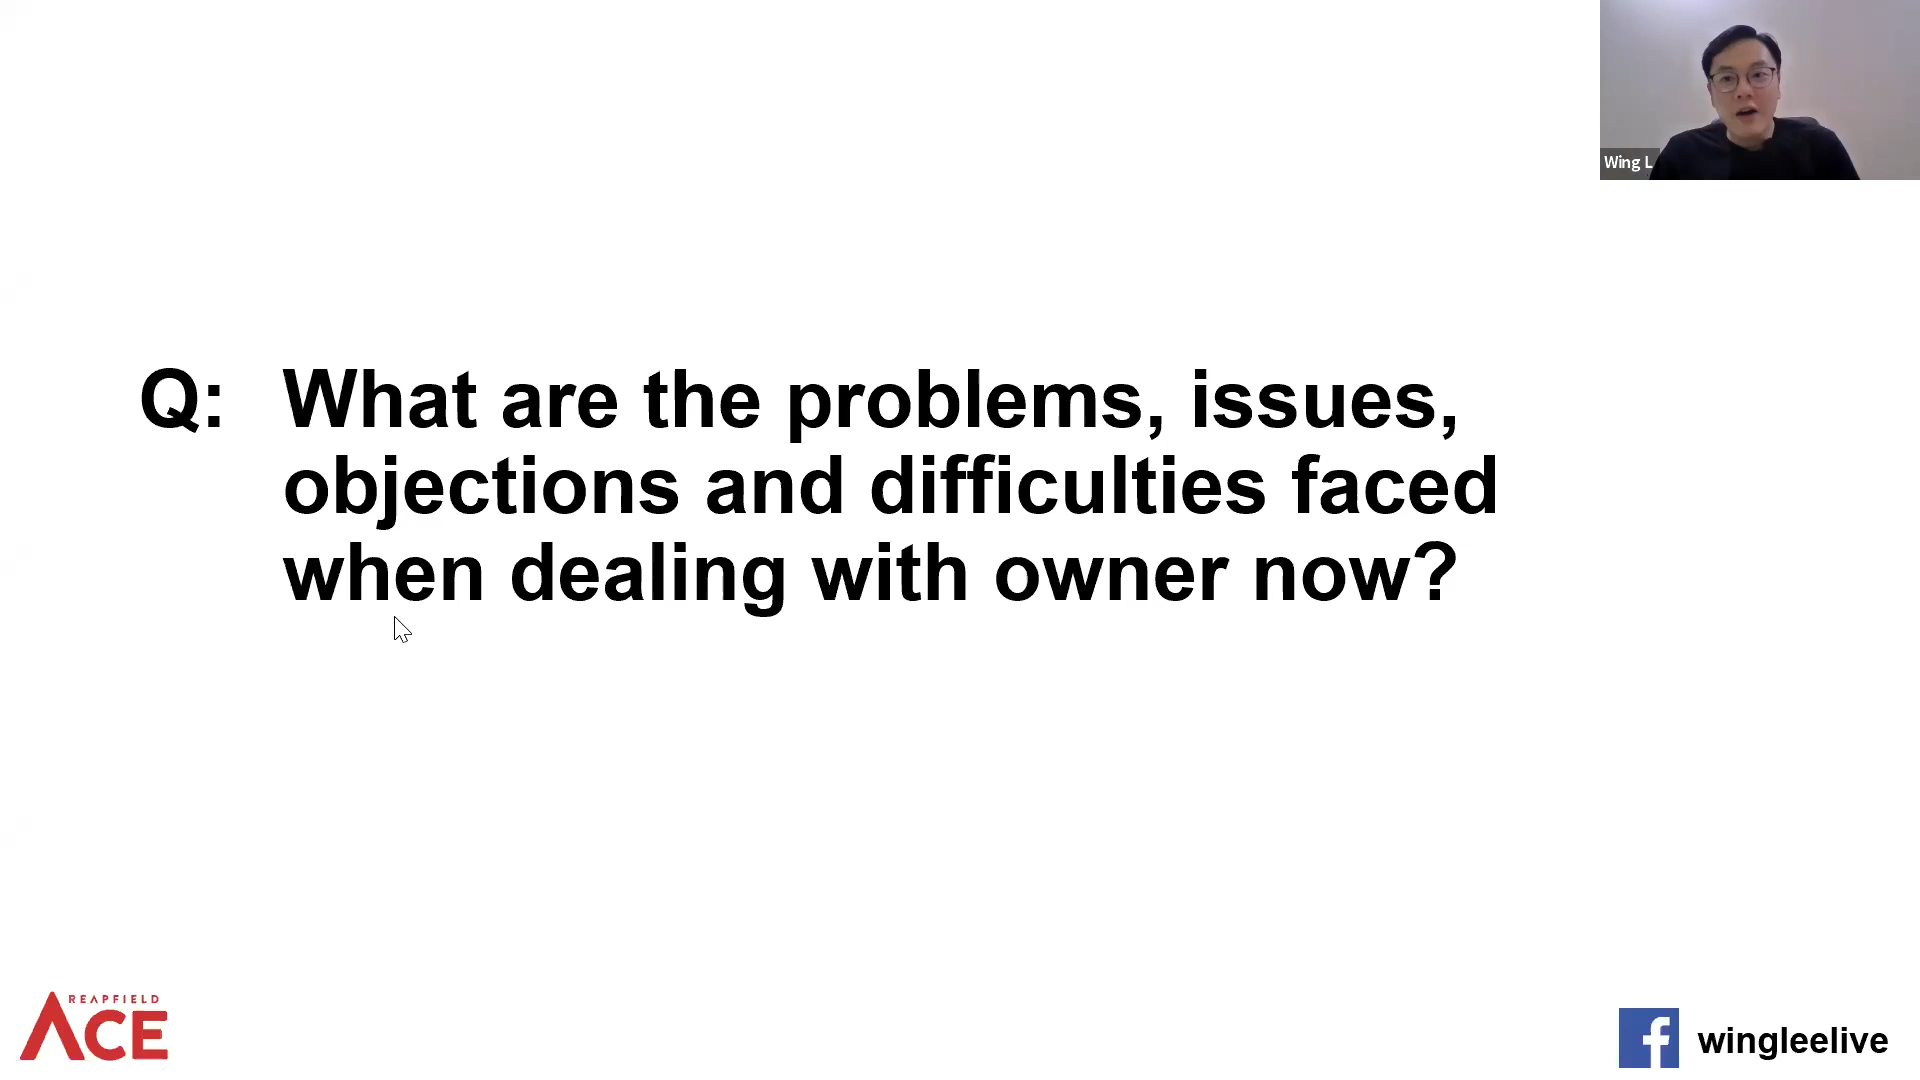 Wing L
Q: What are the problems, issues,
objections and difficulties faced
when dealing with owner now?
REAPFIELD
ACE
wingleelive